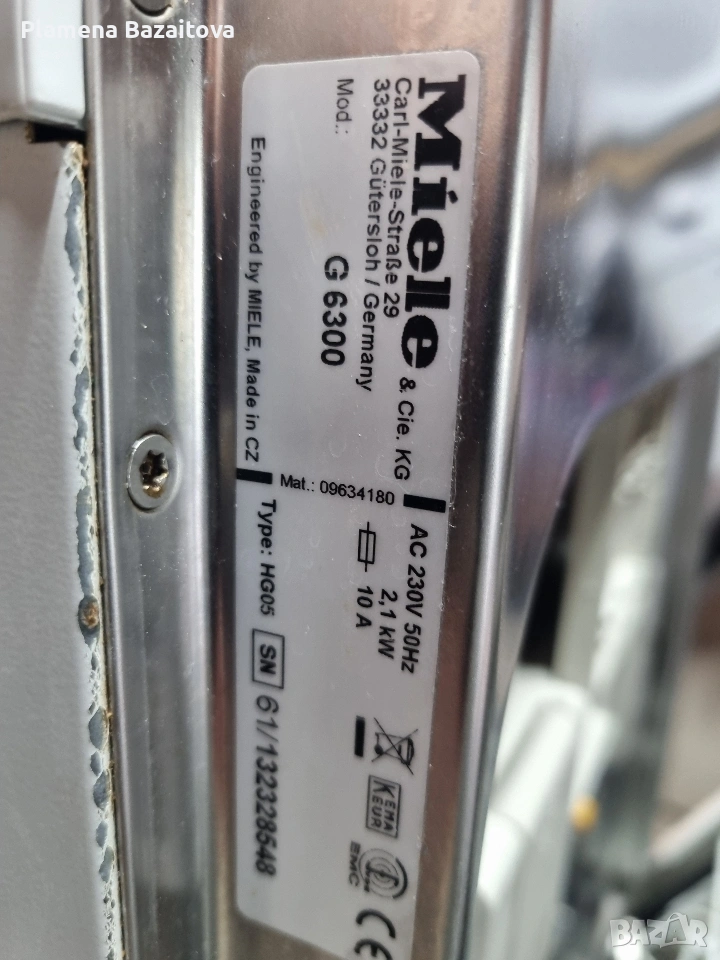 Plamena Bazaitova
Miele & Cie. KG
Carl-Miele-Straße 29
33332 Gütersloh / Germany
Mod.:
G 6300
Engineered by MIELE, Made in CZ
Mat.: 09634180
AC 230V 50Hz
2,1 kW
10 A
Type: HG05 SN 61/132328548
KEMA
KEUR
EMC
CE
BAZAR